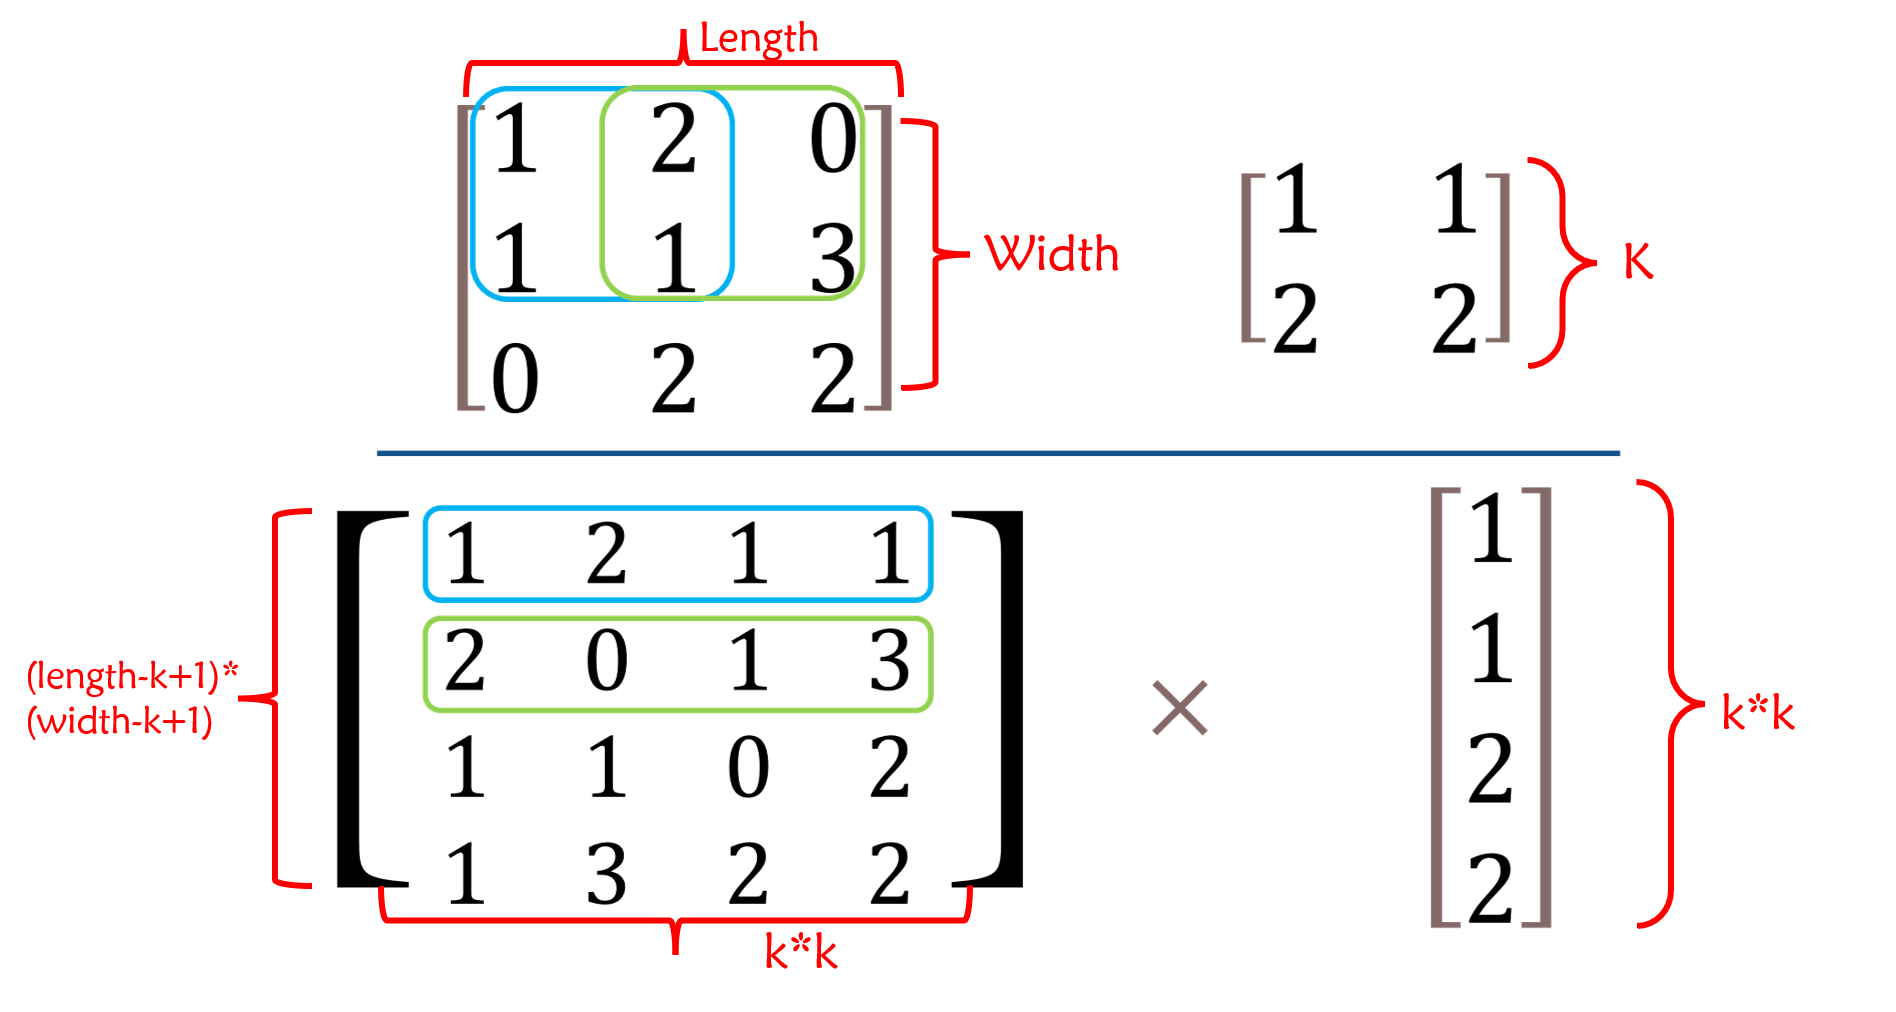 Length
1 2 0
1 1 3
0 2 2
Width
1 1
2 2
K
(length-k+1)*
(width-k+1)
1 2 1 1
2 0 1 3
1 1 0 2
1 3 2 2
k*k
×
1
1
2
2
k*k